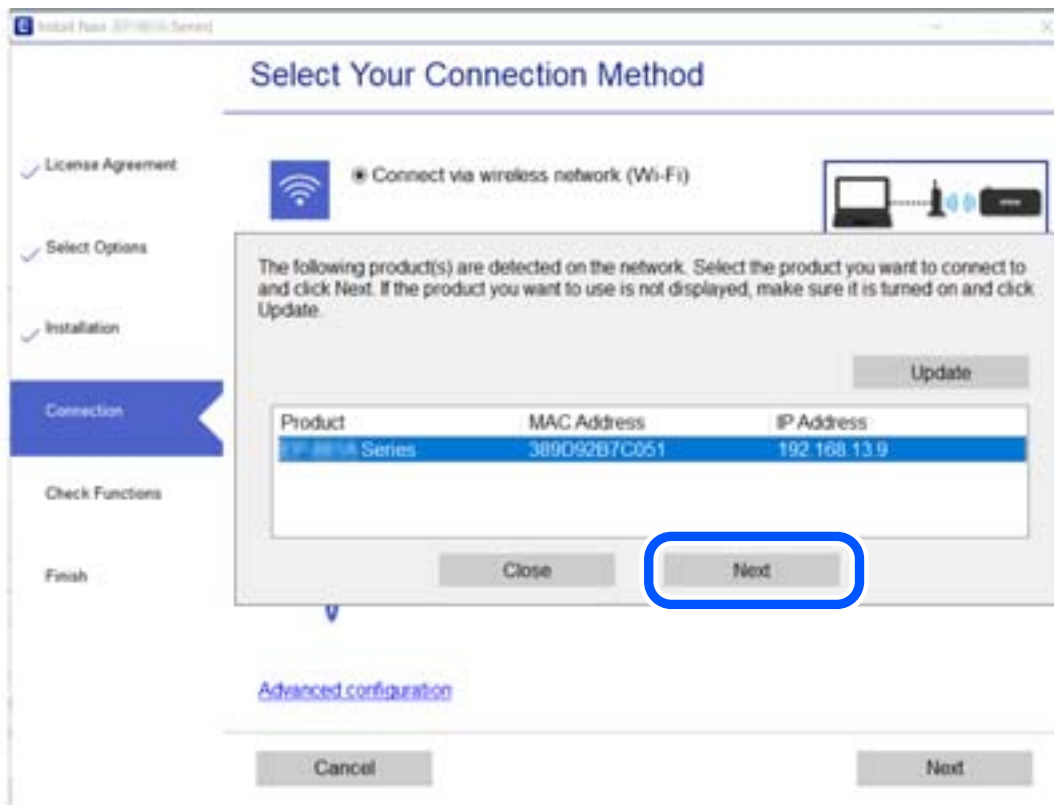 Install Navi
Series]
Select Your Connection Method
License Agreement
Select Options
Installation
Connection
Check Functions
Finish
Connect via wireless network (Wi-Fi)
The following product(s) are detected on the network. Select the product you want to connect to
and click Next. If the product you want to use is not displayed, make sure it is turned on and click
Update.
Update
Product MAC Address IP Address
Series 389D92B7C051 192.168.13.9
Close Next
Advanced configuration
Cancel Next